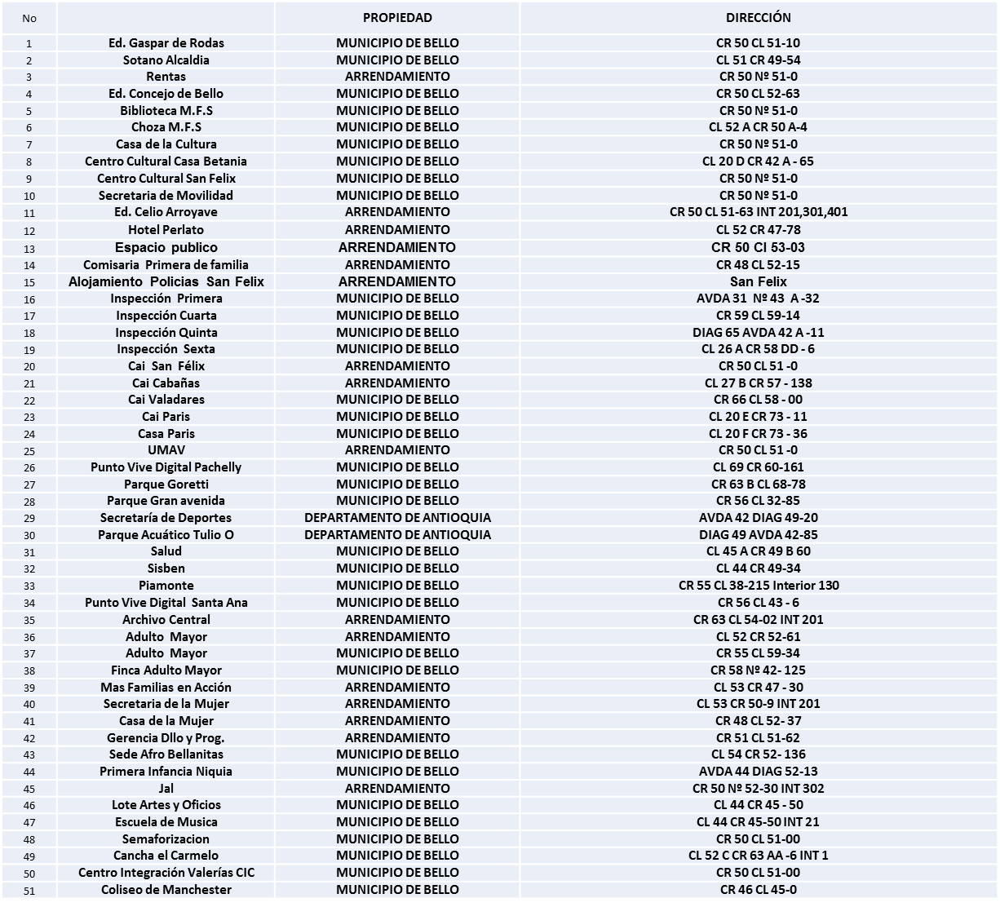 No PROPIEDAD DIRECCIÓN
1 Ed. Gaspar de Rodas MUNICIPIO DE BELLO CR 50 CL 51-10
2 Sotano Alcaldia MUNICIPIO DE BELLO CL 51 CR 49-54
3 Rentas ARRENDAMIENTO CR 50 Nº 51-0
4 Ed. Concejo de Bello MUNICIPIO DE BELLO CR 50 CL 52-63
5 Biblioteca M.F.S MUNICIPIO DE BELLO CR 50 Nº 51-0
6 Choza M.F.S MUNICIPIO DE BELLO CL 52 A CR 50 A-4
7 Casa de la Cultura MUNICIPIO DE BELLO CR 50 Nº 51-0
8 Centro Cultural Casa Betania MUNICIPIO DE BELLO CL 20 D CR 42 A - 65
9 Centro Cultural San Felix MUNICIPIO DE BELLO CR 50 Nº 51-0
10 Secretaria de Movilidad MUNICIPIO DE BELLO CR 50 Nº 51-0
11 Ed. Celio Arroyave ARRENDAMIENTO CR 50 CL 51-63 INT 201,301,401
12 Hotel Perlato ARRENDAMIENTO CL 52 CR 47-78
13 Espacio publico ARRENDAMIENTO CR 50 Cl 53-03
14 Comisaria Primera de familia ARRENDAMIENTO CR 48 CL 52-15
15 Alojamiento Policias San Felix ARRENDAMIENTO San Felix
16 Inspección Primera MUNICIPIO DE BELLO AVDA 31 Nº 43 A -32
17 Inspección Cuarta MUNICIPIO DE BELLO CR 59 CL 59-14
18 Inspección Quinta MUNICIPIO DE BELLO DIAG 65 AVDA 42 A -11
19 Inspección Sexta MUNICIPIO DE BELLO CL 26 A CR 58 DD - 6
20 Cai San Félix ARRENDAMIENTO CR 50 CL 51 -0
21 Cai Cabañas ARRENDAMIENTO CL 27 B CR 57 - 138
22 Cai Valadares MUNICIPIO DE BELLO CR 66 CL 58 - 00
23 Cai Paris MUNICIPIO DE BELLO CL 20 E CR 73 - 11
24 Casa Paris MUNICIPIO DE BELLO CL 20 F CR 73 - 36
25 UMAV ARRENDAMIENTO CR 50 CL 51 -0
26 Punto Vive Digital Pachelly MUNICIPIO DE BELLO CL 69 CR 60-161
27 Parque Goretti MUNICIPIO DE BELLO CR 63 B CL 68-78
28 Parque Gran avenida MUNICIPIO DE BELLO CR 56 CL 32-85
29 Secretaría de Deportes DEPARTAMENTO DE ANTIOQUIA AVDA 42 DIAG 49-20
30 Parque Acuático Tulio O DEPARTAMENTO DE ANTIOQUIA DIAG 49 AVDA 42-85
31 Salud MUNICIPIO DE BELLO CL 45 A CR 49 B 60
32 Sisben MUNICIPIO DE BELLO CL 44 CR 49-34
33 Piamonte MUNICIPIO DE BELLO CR 55 CL 38-215 Interior 130
34 Punto Vive Digital Santa Ana MUNICIPIO DE BELLO CR 56 CL 43 - 6
35 Archivo Central ARRENDAMIENTO CR 63 CL 54-02 INT 201
36 Adulto Mayor ARRENDAMIENTO CL 52 CR 52-61
37 Adulto Mayor MUNICIPIO DE BELLO CR 55 CL 59-34
38 Finca Adulto Mayor MUNICIPIO DE BELLO CR 58 Nº 42- 125
39 Mas Familias en Acción ARRENDAMIENTO CL 53 CR 47 - 30
40 Secretaria de la Mujer ARRENDAMIENTO CL 53 CR 50-9 INT 201
41 Casa de la Mujer ARRENDAMIENTO CR 48 CL 52- 37
42 Gerencia Dllo y Prog. ARRENDAMIENTO CR 51 CL 51-62
43 Sede Afro Bellanitas MUNICIPIO DE BELLO CL 54 CR 52- 136
44 Primera Infancia Niquia MUNICIPIO DE BELLO AVDA 44 DIAG 52-13
45 Jal ARRENDAMIENTO CR 50 Nº 52-30 INT 302
46 Lote Artes y Oficios MUNICIPIO DE BELLO CL 44 CR 45 - 50
47 Escuela de Musica MUNICIPIO DE BELLO CL 44 CR 45-50 INT 21
48 Semaforizacion MUNICIPIO DE BELLO CR 50 CL 51-00
49 Cancha el Carmelo MUNICIPIO DE BELLO CL 52 C CR 63 AA -6 INT 1
50 Centro Integración Valerías CIC MUNICIPIO DE BELLO CR 50 CL 51-00
51 Coliseo de Manchester MUNICIPIO DE BELLO CR 46 CL 45-0